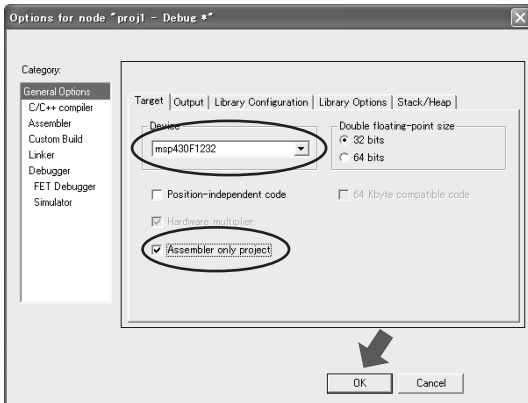 Options for node "proj1 - Debug *"
Category:
General Options
C/C++ compiler
Assembler
Custom Build
Linker
Debugger
FET Debugger
Simulator
Target Output Library Configuration Library Options Stack/Heap
Device
msp430F1232
Double floating-point size
32 bits
64 bits
Position-independent code
64 Kbyte compatible code
Hardware multiplier
Assembler only project
OK Cancel